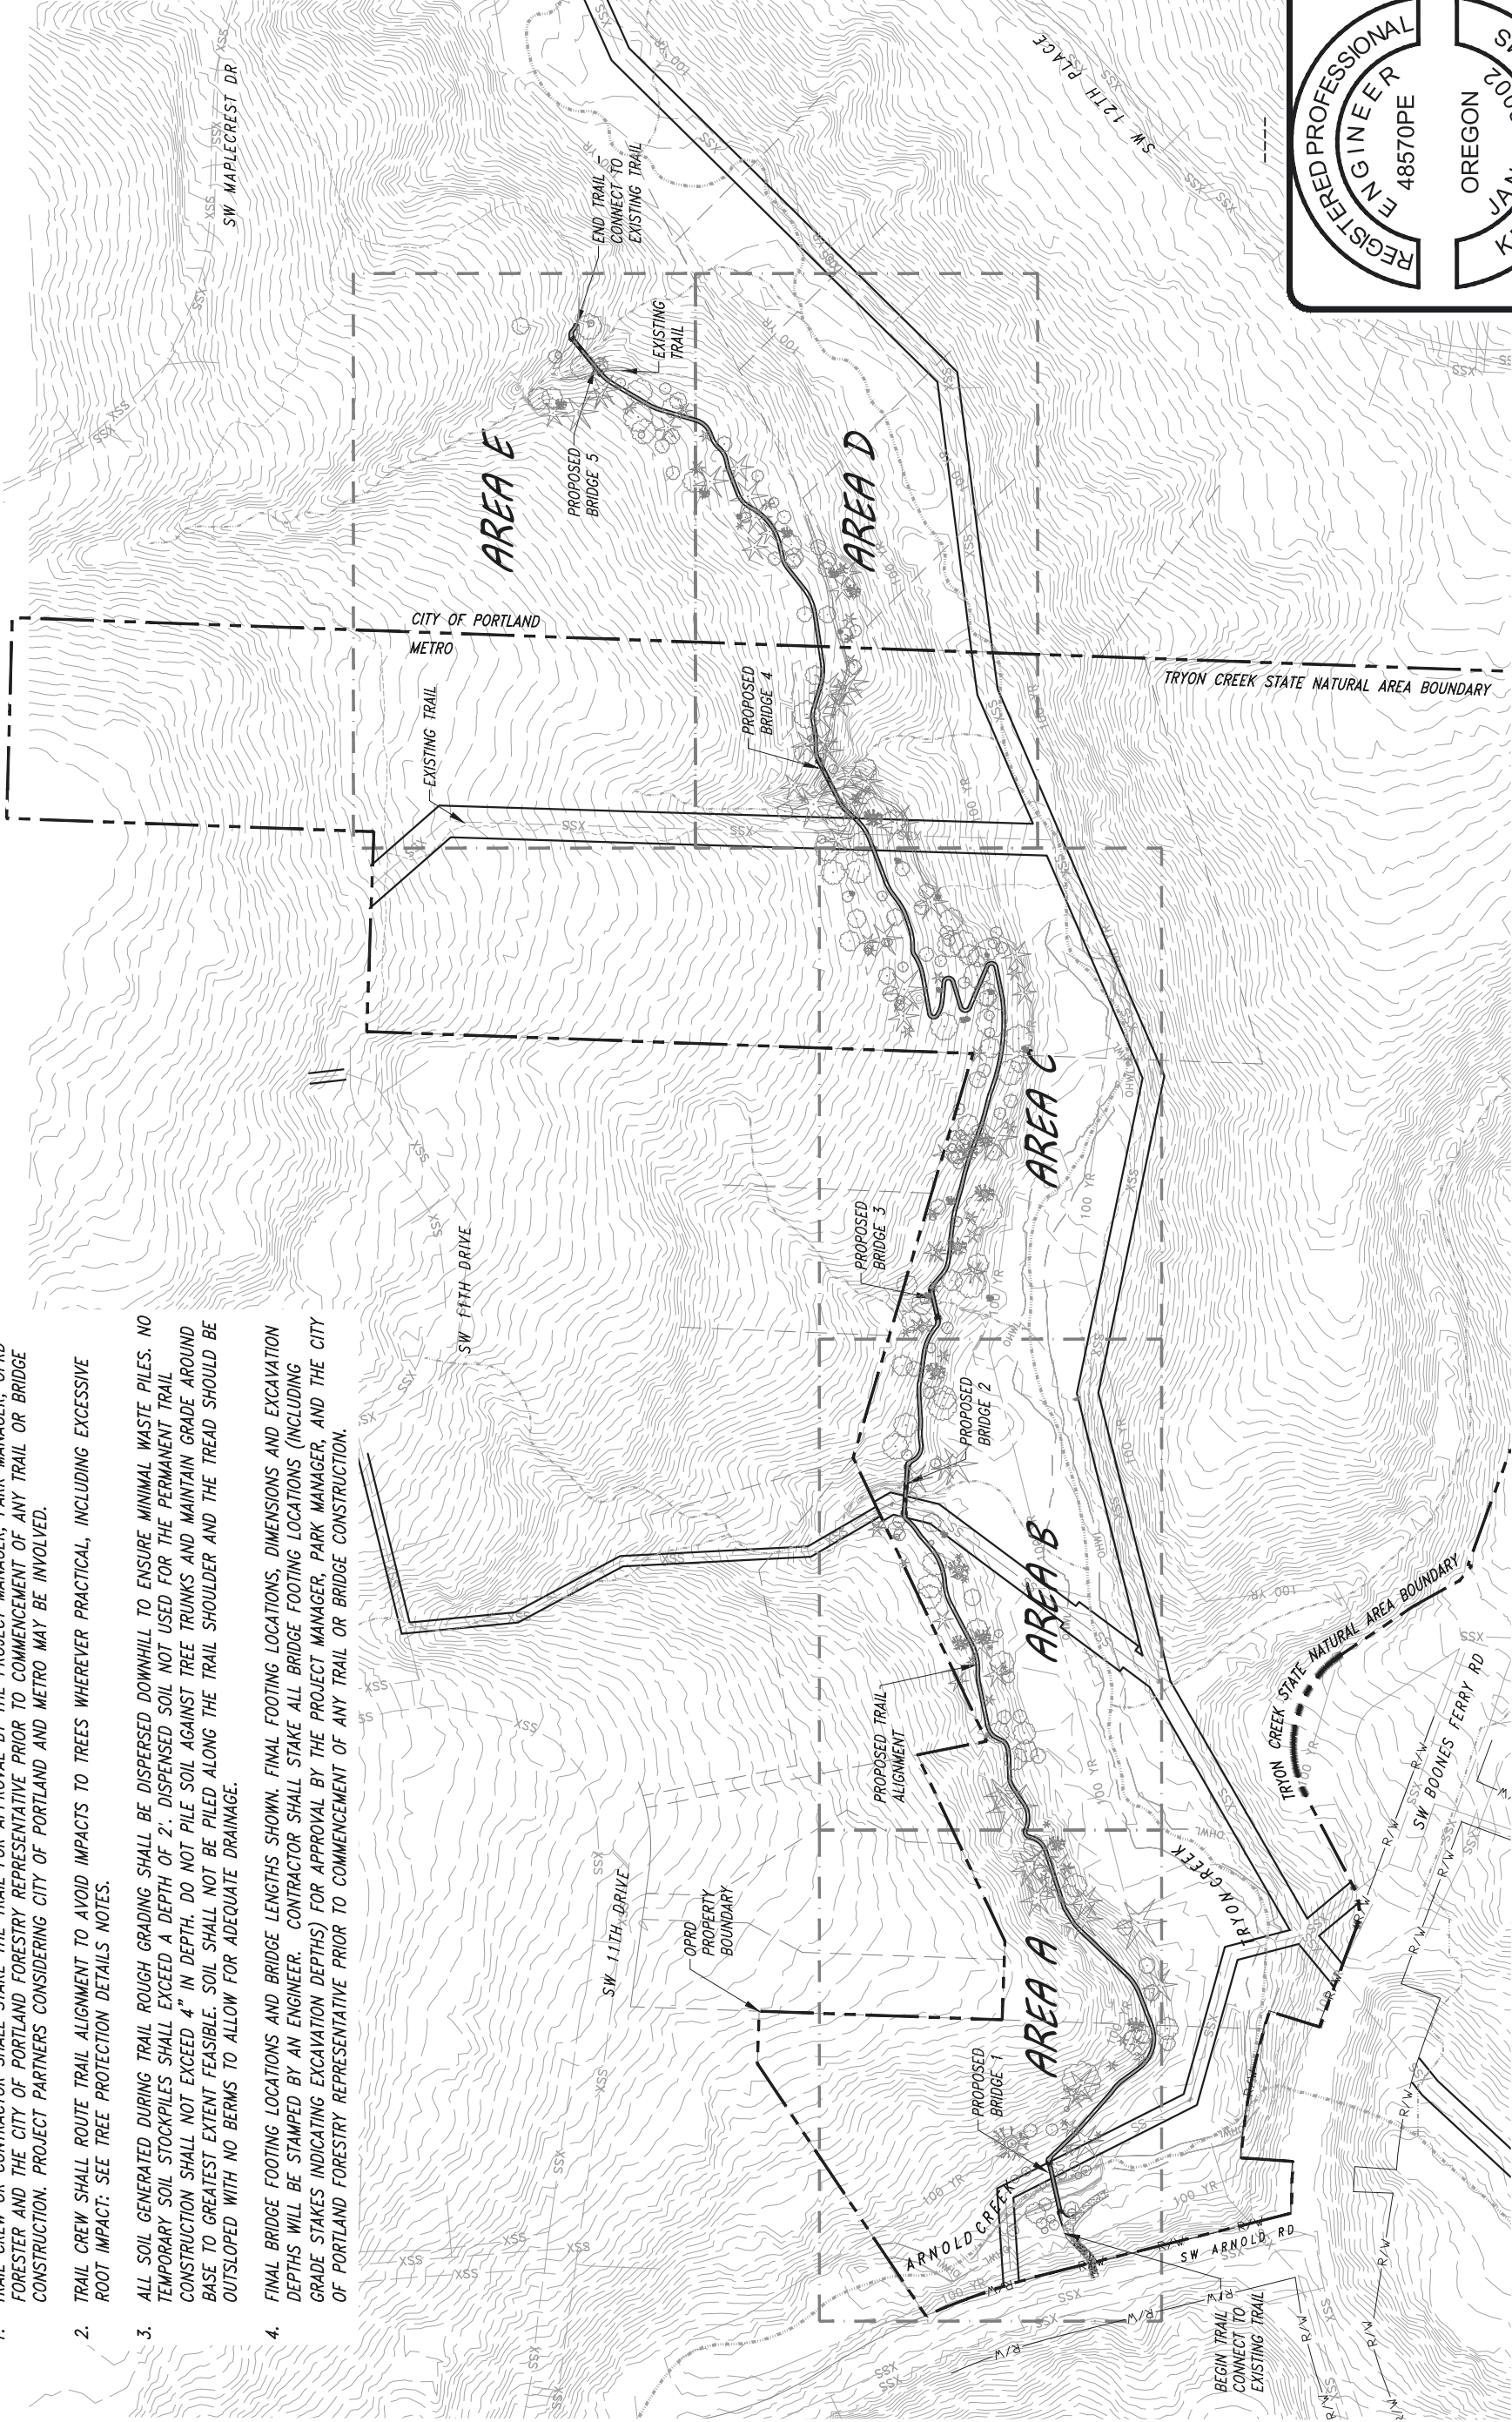 1. TRAIL CREW OR CONTRACTOR SHALL STAKE THE TRAIL FOR APPROVAL BY THE PROJECT MANAGER, PARK MANAGER, OPRD
FORESTER AND THE CITY OF PORTLAND FORESTRY REPRESENTATIVE PRIOR TO COMMENCEMENT OF ANY TRAIL OR BRIDGE
CONSTRUCTION. PROJECT PARTNERS CONSIDERING CITY OF PORTLAND AND METRO MAY BE INVOLVED.
2. TRAIL CREW SHALL ROUTE TRAIL ALIGNMENT TO AVOID IMPACTS TO TREES WHEREVER PRACTICAL, INCLUDING EXCESSIVE
ROOT IMPACT: SEE TREE PROTECTION DETAILS NOTES.
3. ALL SOIL GENERATED DURING TRAIL ROUGH GRADING SHALL BE DISPERSED DOWNHILL TO ENSURE MINIMAL WASTE PILES. NO
TEMPORARY SOIL STOCKPILES SHALL EXCEED A DEPTH OF 2'. DISPENSED SOIL NOT USED FOR THE PERMANENT TRAIL
CONSTRUCTION SHALL NOT EXCEED 4" IN DEPTH. DO NOT PILE SOIL AGAINST TREE TRUNKS AND MAINTAIN GRADE AROUND
BASE TO GREATEST EXTENT FEASIBLE. SOIL SHALL NOT BE PILED ALONG THE TRAIL SHOULDER AND THE TREAD SHOULD BE
OUTSLOPED WITH NO BERMS TO ALLOW FOR ADEQUATE DRAINAGE.
4. FINAL BRIDGE FOOTING LOCATIONS AND BRIDGE LENGTHS SHOWN. FINAL FOOTING LOCATIONS, DIMENSIONS AND EXCAVATION
DEPTHS WILL BE STAMPED BY AN ENGINEER. CONTRACTOR SHALL STAKE ALL BRIDGE FOOTING LOCATIONS (INCLUDING
GRADE STAKES INDICATING EXCAVATION DEPTHS) FOR APPROVAL BY THE PROJECT MANAGER, PARK MANAGER, AND THE CITY
OF PORTLAND FORESTRY REPRESENTATIVE PRIOR TO COMMENCEMENT OF ANY TRAIL OR BRIDGE CONSTRUCTION.
SW MAPLECREST DR
CITY OF PORTLAND
METRO
EXISTING TRAIL
SW 11TH DRIVE
AREA E
PROPOSED
BRIDGE 5
END TRAIL -
CONNECT TO
EXISTING TRAIL
EXISTING
TRAIL
SW 11TH DRIVE
OPRD
PROPERTY
BOUNDARY
PROPOSED TRAIL
ALIGNMENT
PROPOSED
BRIDGE 3
PROPOSED
BRIDGE 4
AREA D
PROPOSED
BRIDGE 2
PROPOSED
BRIDGE 1
ARNOLD CREEK
AREA A
AREA B
AREA C
SW 12TH PLACE
TRYON CREEK
TRYON CREEK STATE NATURAL AREA BOUNDARY
TRYON CREEK STATE NATURAL AREA BOUNDARY
SW ARNOLD RD
SW BOONES FERRY RD
BEGIN TRAIL
CONNECT TO
EXISTING TRAIL
100 YR
OHWL
XSS
R/W
REGISTERED PROFESSIONAL
ENGINEER
48570PE
OREGON